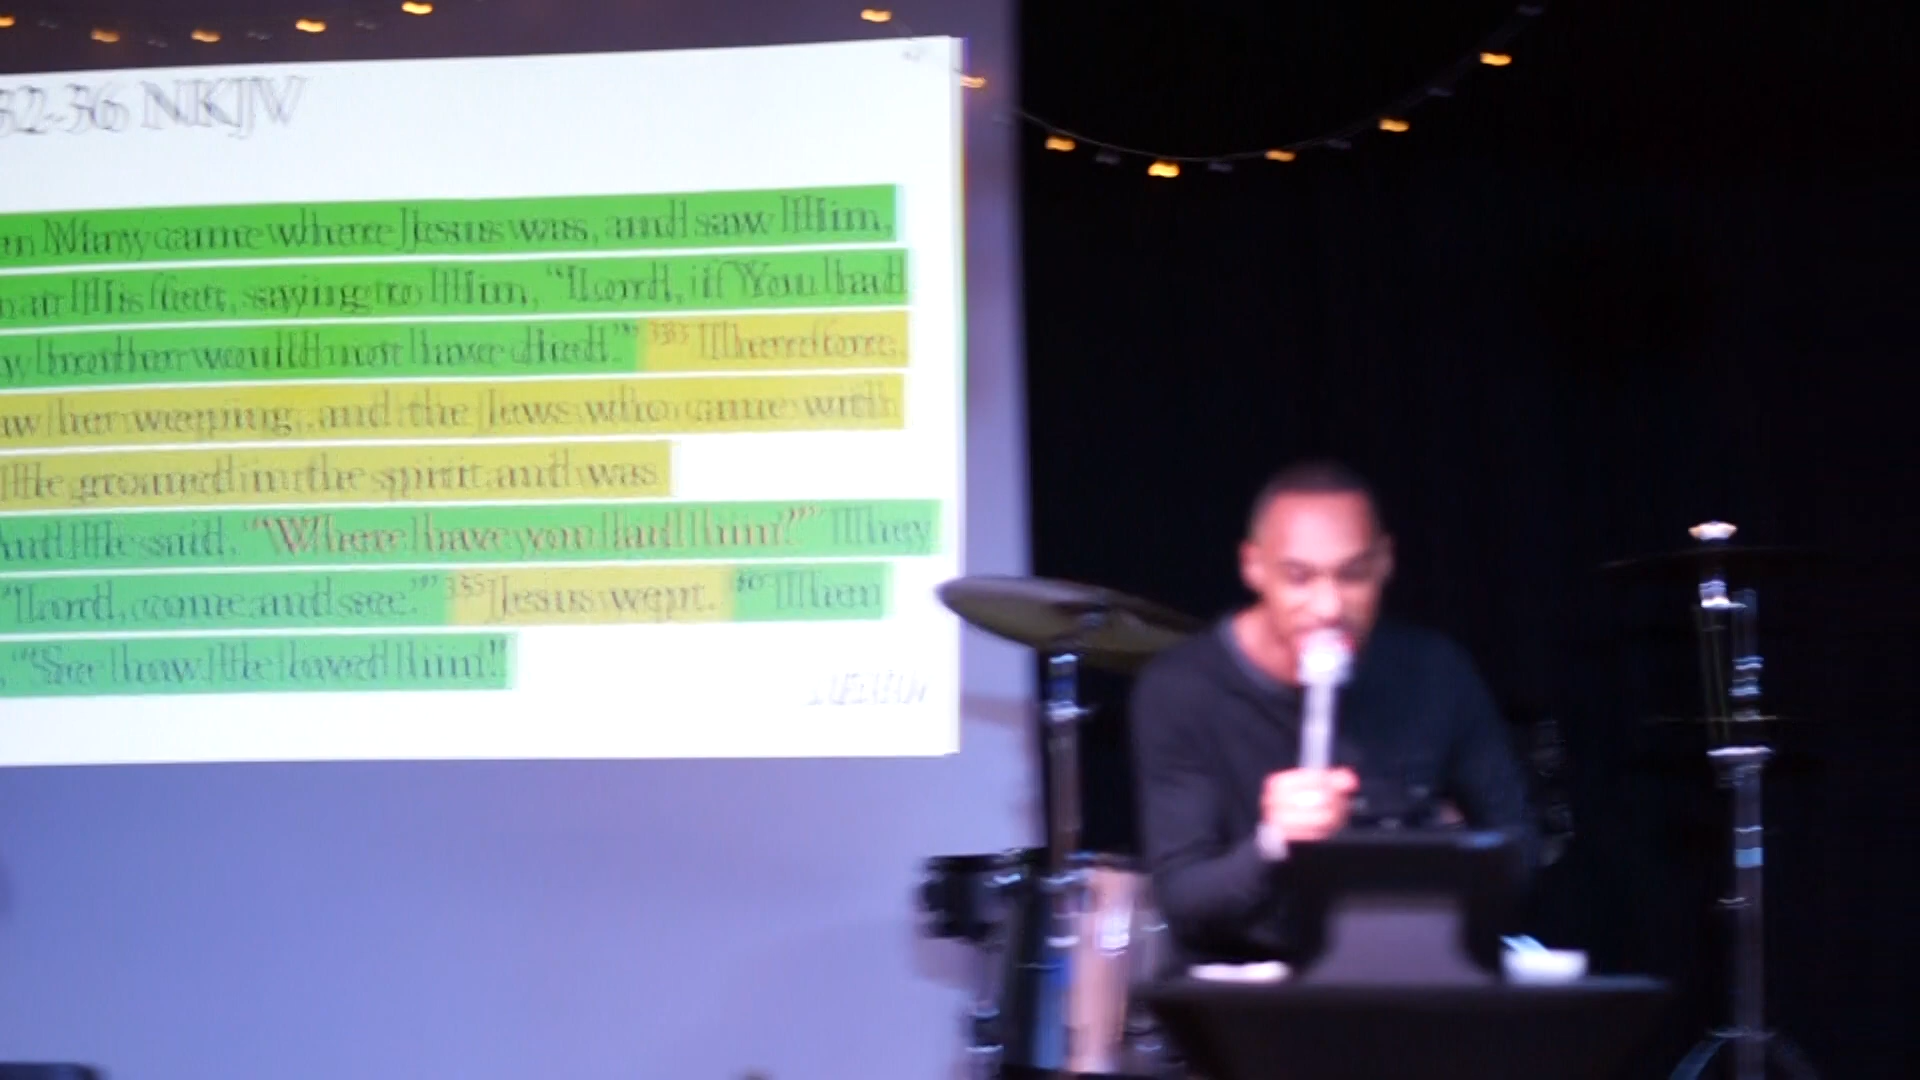 32-36 NKJV
Mary came where Jesus was, and saw Him,
at His feet, saying to Him, “Lord, if You had
brother would not have died.” 33 Therefore,
her weeping, and the Jews who came with
He groaned in the spirit and was
And He said, “Where have you laid him?” They
“Lord, come and see.” 35 Jesus wept. 36 Then
“See how He loved him!”